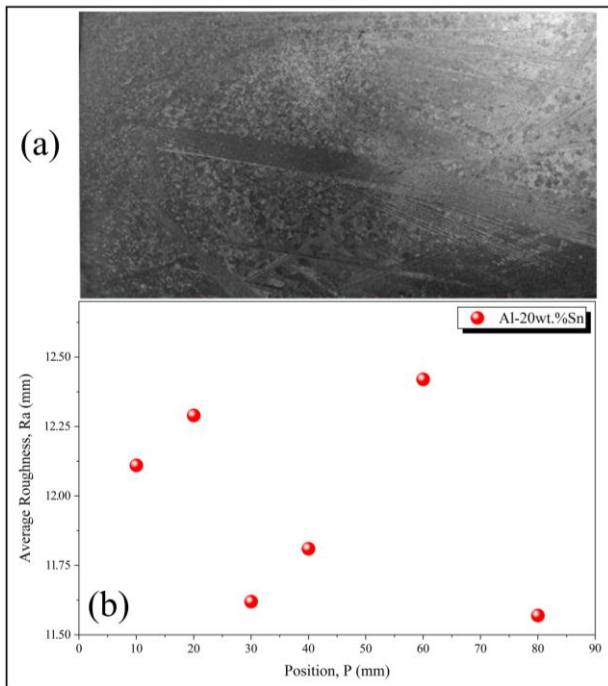 (a)
Al-20wt.%Sn
12.50
12.25
12.00
11.75
11.50
Average Roughness, Ra (mm)
(b)
0 10 20 30 40 50 60 70 80 90
Position, P (mm)